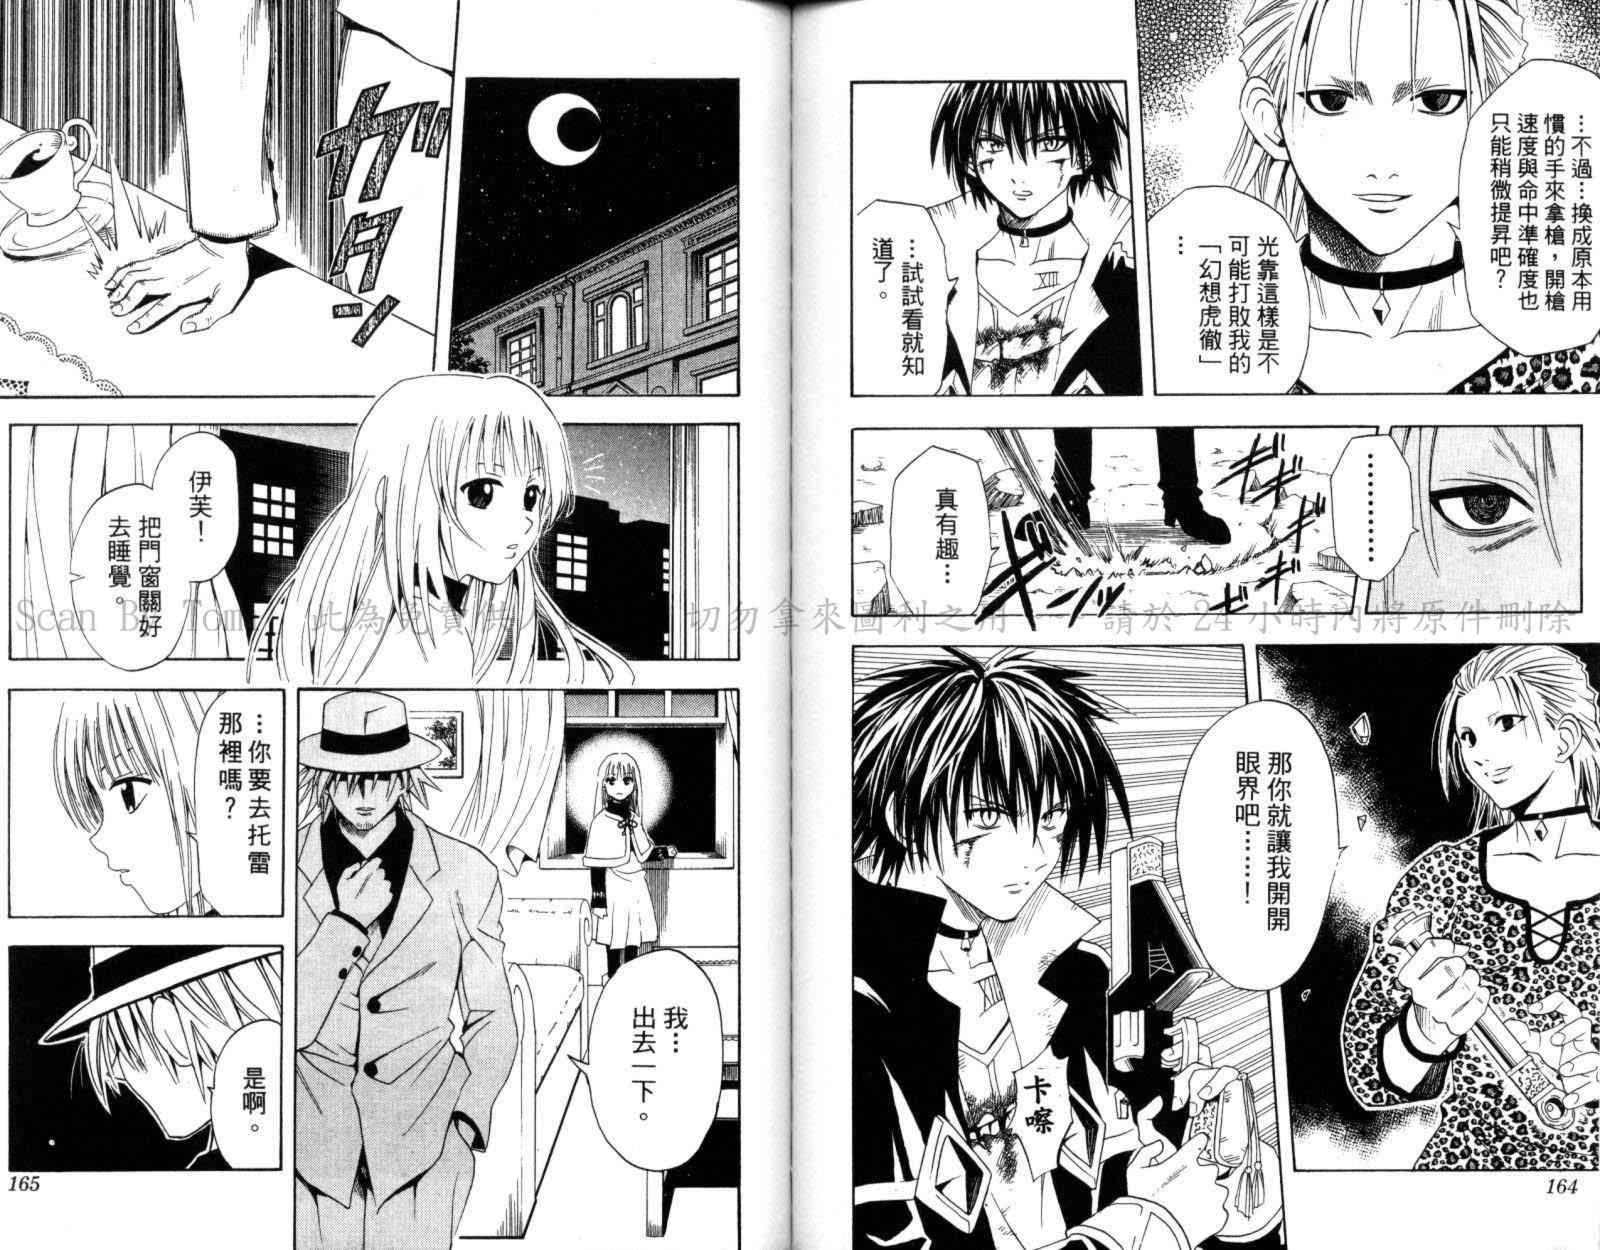 …不過…換成原本用
慣的手來拿槍，開槍
速度與命中準確度也
只能稍微提昇吧？
光靠這樣是不
可能打敗我的
「幻想虎徹」
…
…試試看就知
道了。
…………
真有趣…
那你就讓我開開
眼界吧……！
卡嚓
164
ガタン
伊芙！
把門窗關好
去睡覺。
我…
出去一下。
…你要去托雷
那裡嗎？
是啊。
165
Scan By Tom
此為免費供
切勿拿來圖利之用
請於 24 小時內將原件刪除